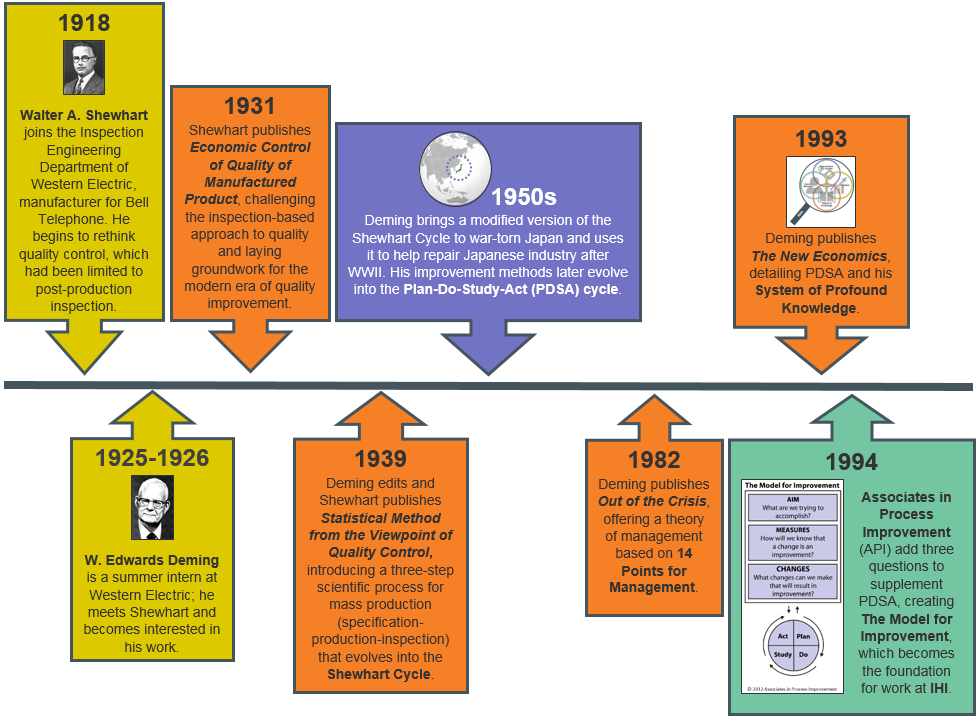 1918
Walter A. Shewhart
joins the Inspection
Engineering
Department of
Western Electric,
manufacturer for Bell
Telephone. He
begins to rethink
quality control, which
had been limited to
post-production
inspection.
1931
Shewhart publishes
Economic Control
of Quality of
Manufactured
Product, challenging
the inspection-based
approach to quality
and laying
groundwork for the
modern era of quality
improvement.
1950s
Deming brings a modified version of the
Shewhart Cycle to war-torn Japan and uses
it to help repair Japanese industry after
WWII. His improvement methods later evolve
into the Plan-Do-Study-Act (PDSA) cycle.
1993
Deming publishes
The New Economics,
detailing PDSA and his
System of Profound
Knowledge.
1925-1926
W. Edwards Deming
is a summer intern at
Western Electric; he
meets Shewhart and
becomes interested in
his work.
1939
Deming edits and
Shewhart publishes
Statistical Method
from the Viewpoint of
Quality Control,
introducing a three-step
scientific process for
mass production
(specification-
production-inspection)
that evolves into the
Shewhart Cycle.
1982
Deming publishes
Out of the Crisis,
offering a theory
of management
based on 14
Points for
Management.
1994
The Model for Improvement
AIM
What are we trying to
accomplish?
MEASURES
How will we know that
a change is an
improvement?
CHANGES
What changes can we make
that will result in
improvement?
Act Plan
Study Do
© 2012 Associates in Process Improvement
Associates in
Process
Improvement
(API) add three
questions to
supplement
PDSA, creating
The Model for
Improvement,
which becomes
the foundation
for work at IHI.